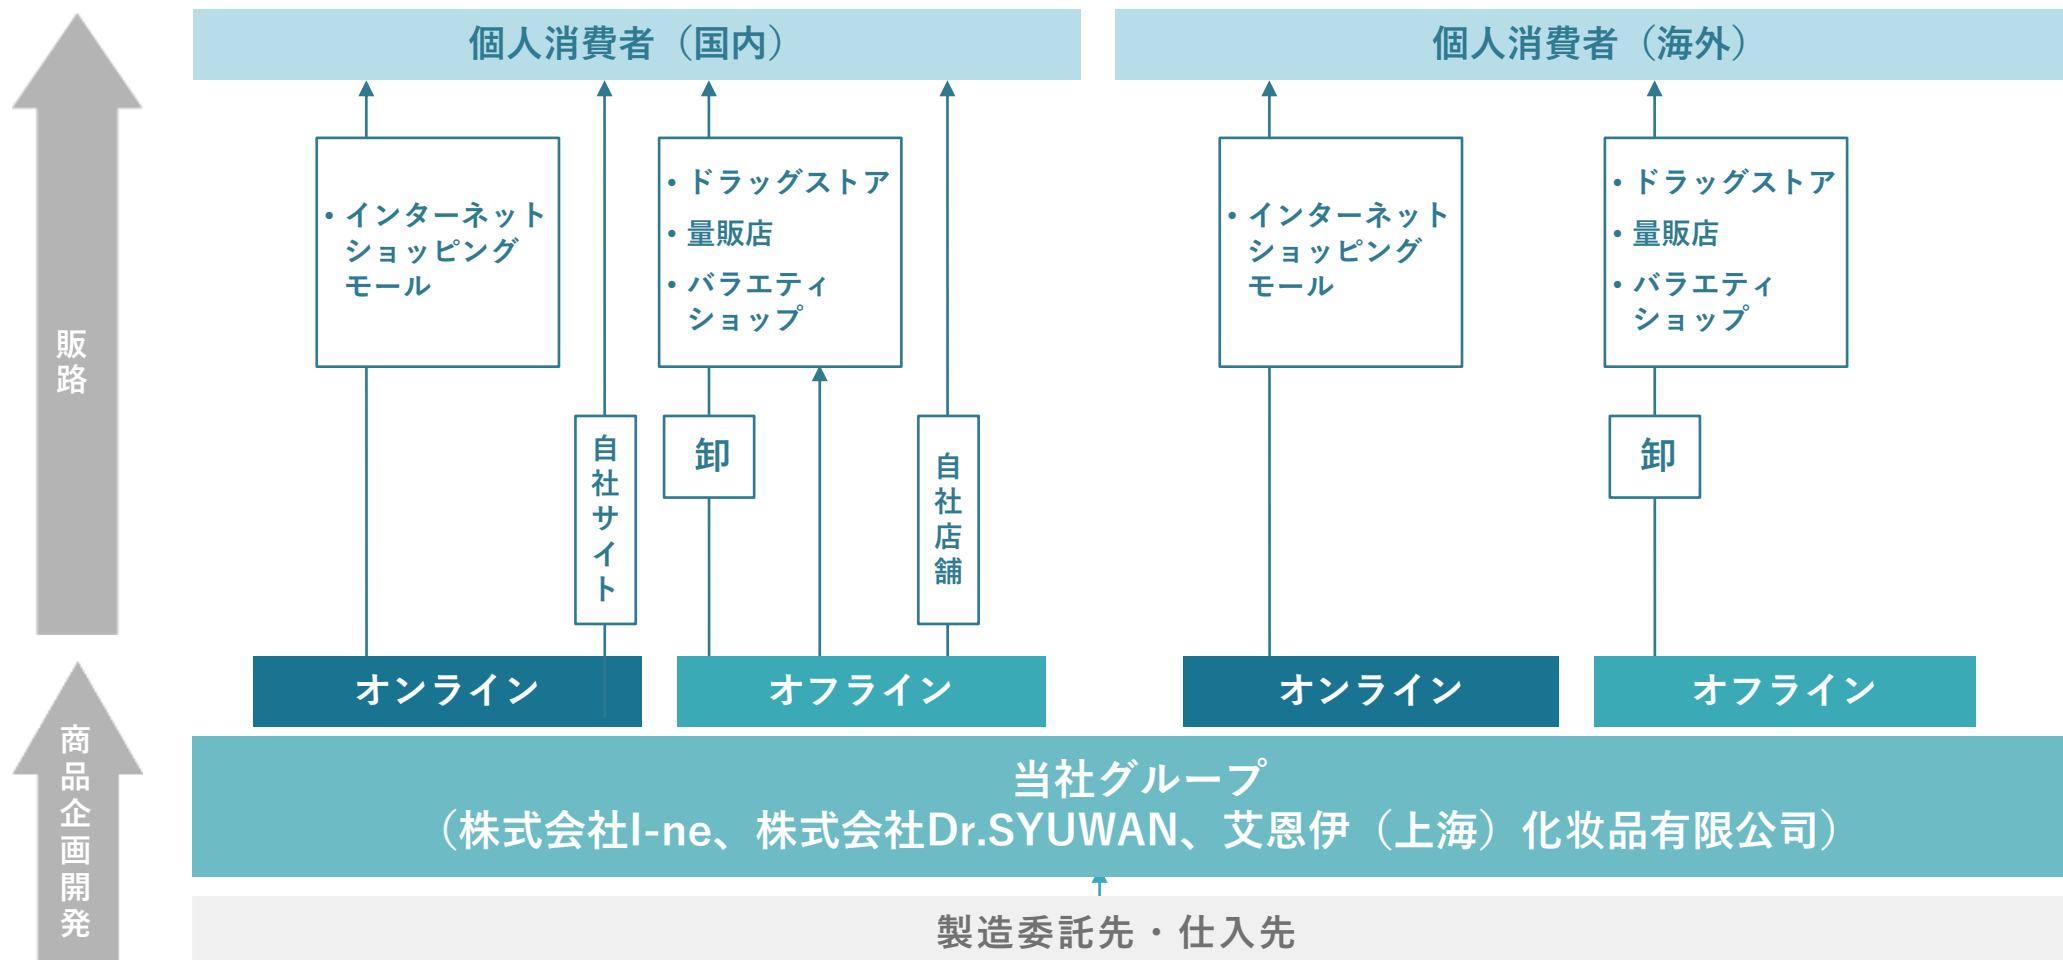 個人消費者（国内）
個人消費者（海外）
・インターネット
ショッピング
モール
・ドラッグストア
・量販店
・バラエティ
ショップ
・インターネット
ショッピング
モール
・ドラッグストア
・量販店
・バラエティ
ショップ
販路
自社サイト
卸
自社店舗
卸
オンライン
オフライン
オンライン
オフライン
商品企画開発
当社グループ
（株式会社I-ne、株式会社Dr.SYUWAN、艾恩伊（上海）化妆品有限公司）
製造委託先・仕入先